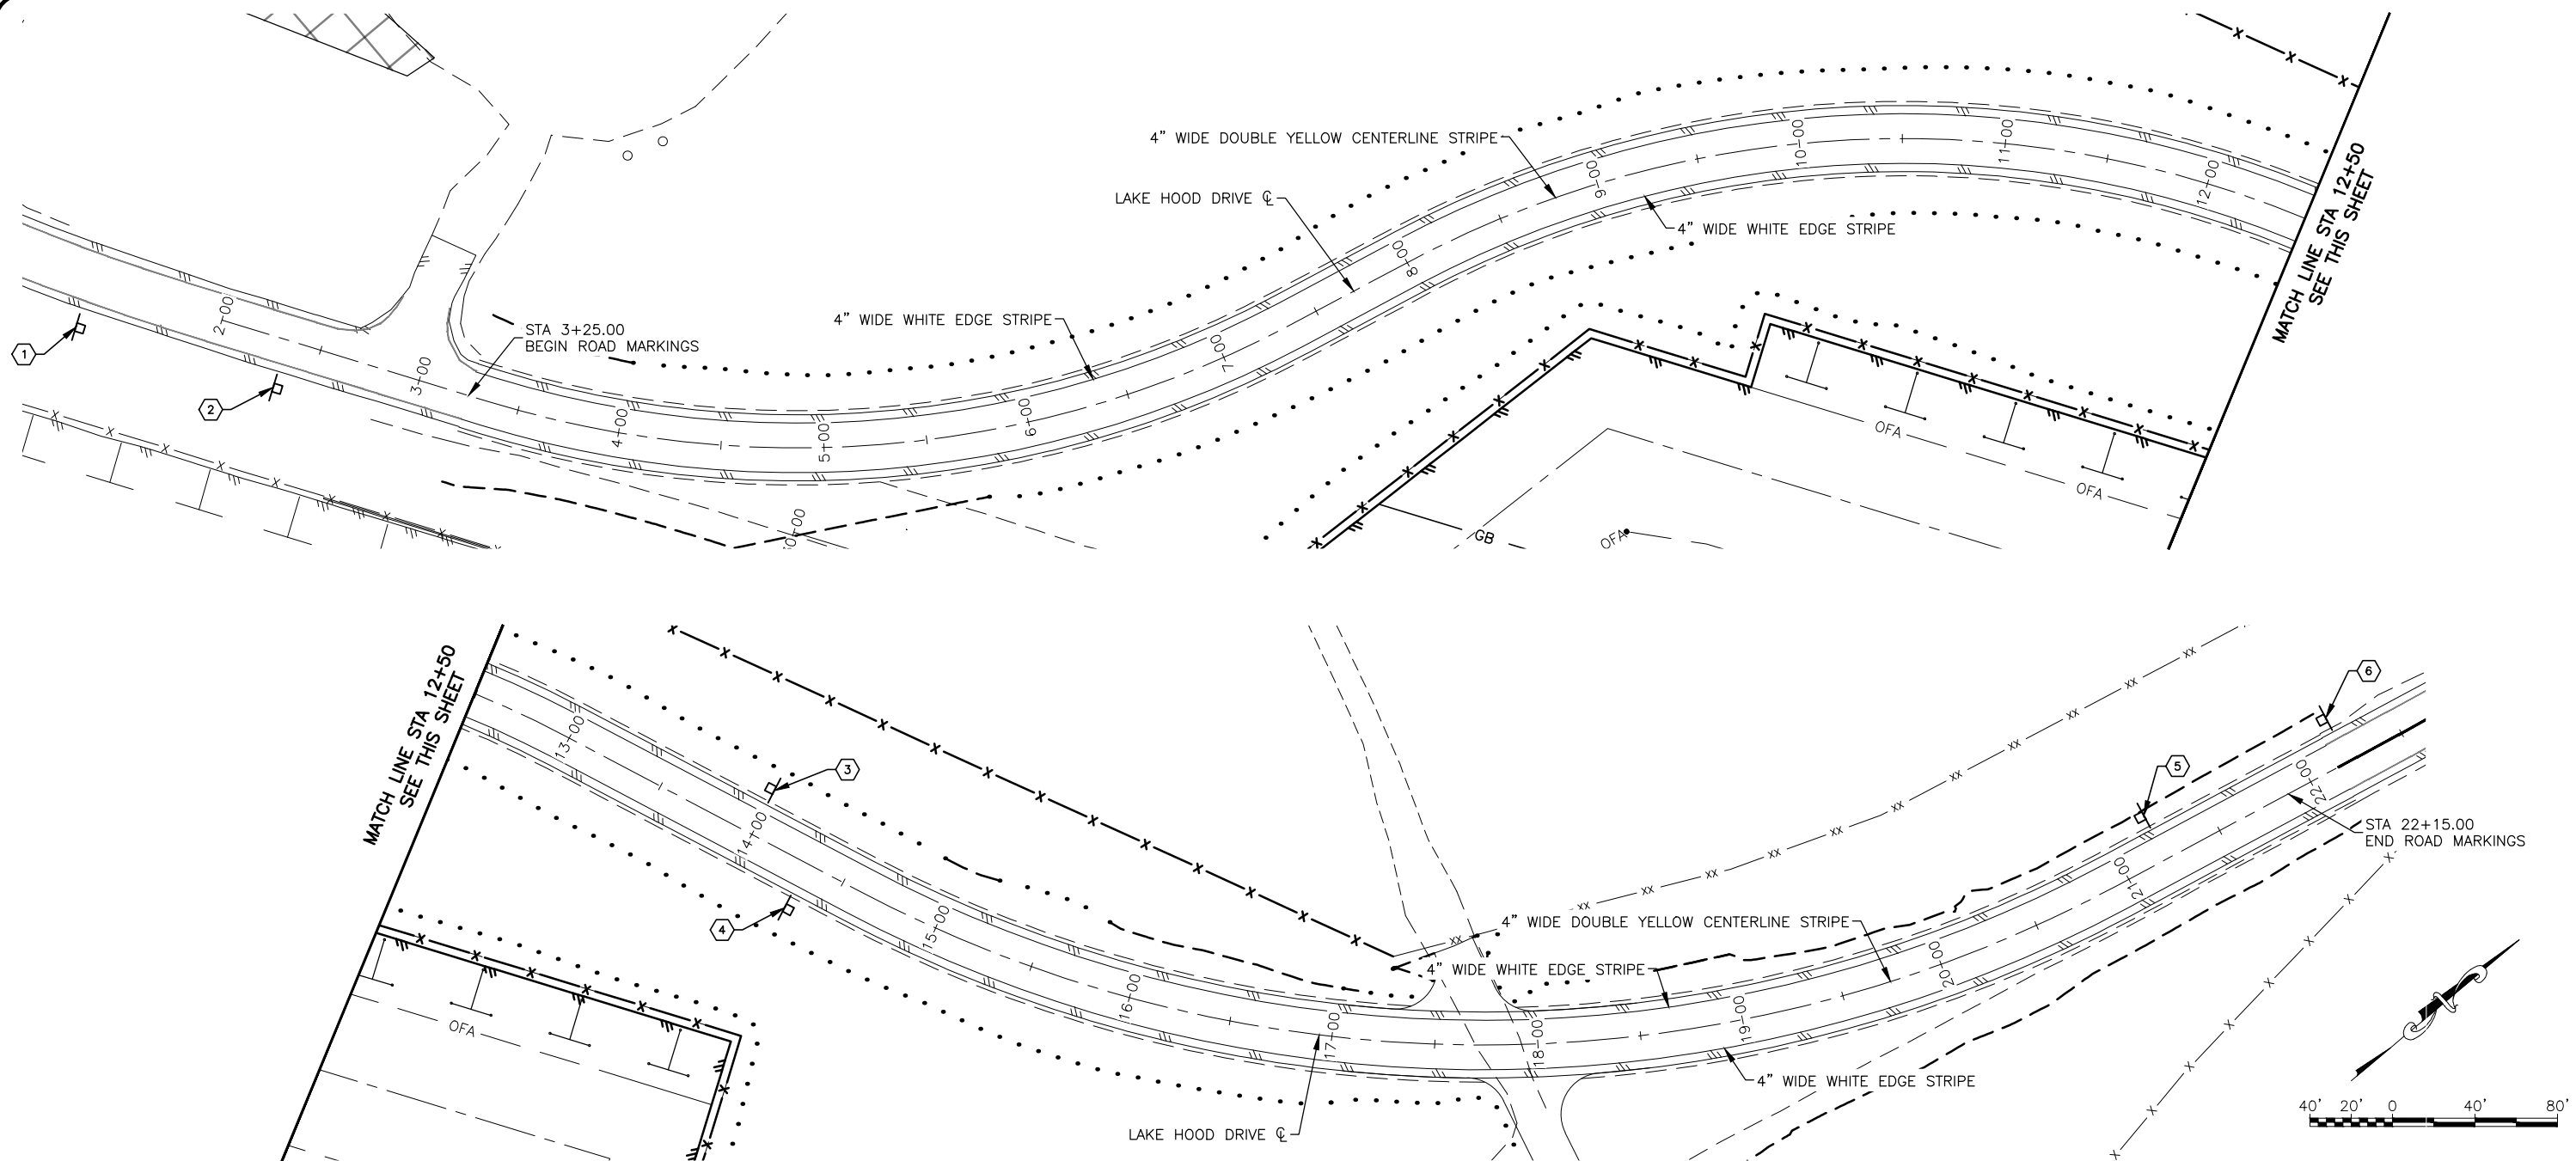 4" WIDE DOUBLE YELLOW CENTERLINE STRIPE
LAKE HOOD DRIVE ℄
4" WIDE WHITE EDGE STRIPE
4" WIDE WHITE EDGE STRIPE
STA 3+25.00
BEGIN ROAD MARKINGS
1
2
2+00
3+00
4+00
5+00
6+00
7+00
8+00
9+00
10+00
11+00
12+00
MATCH LINE STA 12+50
SEE THIS SHEET
OFA
OFA
OFA
GB
MATCH LINE STA 12+50
SEE THIS SHEET
13+00
14+00
15+00
16+00
17+00
18+00
19+00
20+00
21+00
22+00
3
4
5
6
OFA
4" WIDE DOUBLE YELLOW CENTERLINE STRIPE
4" WIDE WHITE EDGE STRIPE
4" WIDE WHITE EDGE STRIPE
LAKE HOOD DRIVE ℄
STA 22+15.00
END ROAD MARKINGS
40' 20' 0 40' 80'